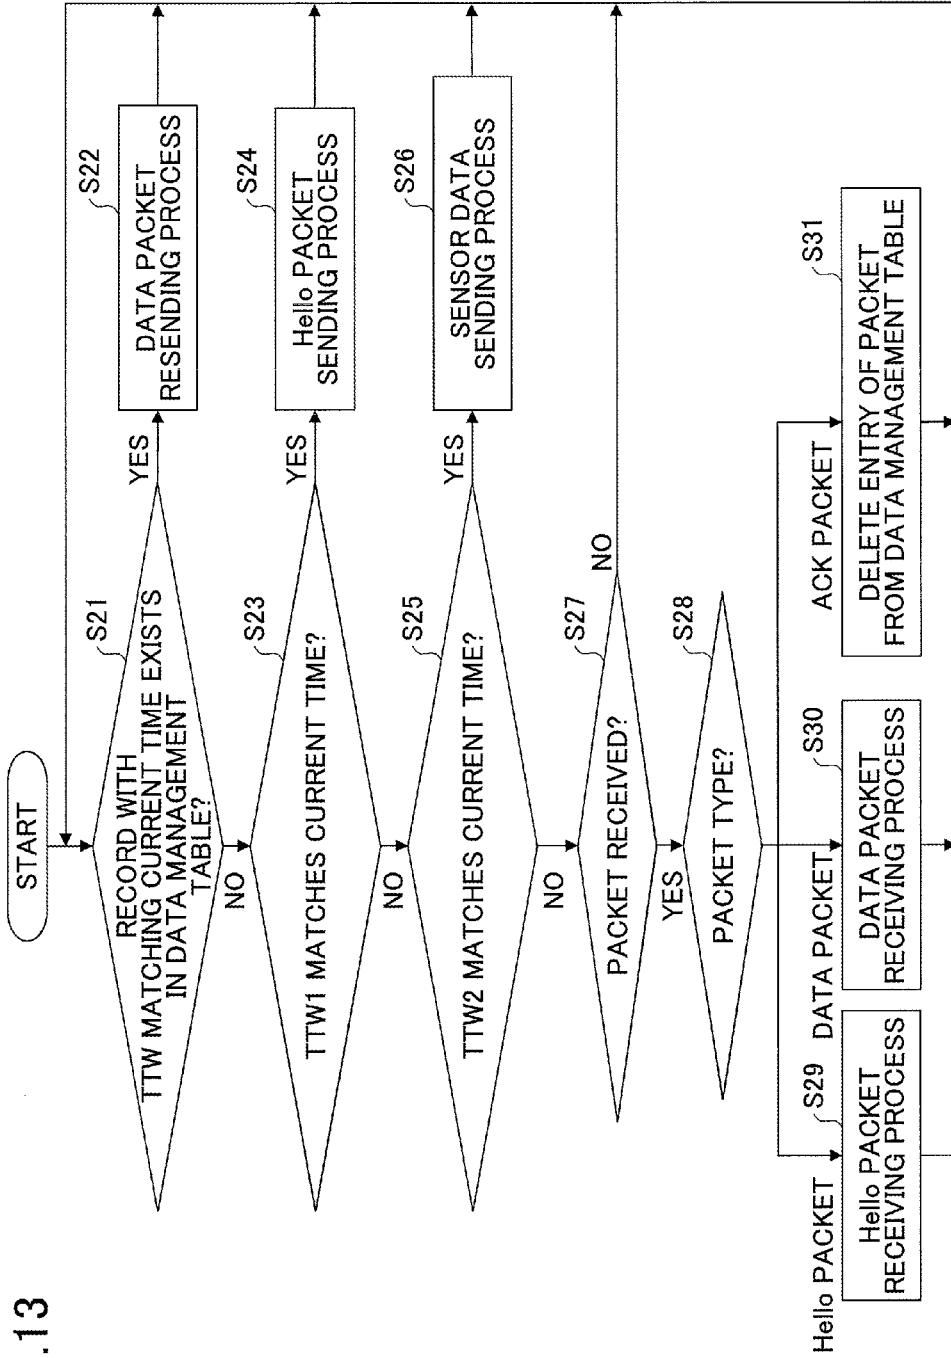 .13
START
S21
RECORD WITH
TTW MATCHING CURRENT TIME EXISTS
IN DATA MANAGEMENT
TABLE?
YES
S22
DATA PACKET
RESENDING PROCESS
NO
S23
TTW1 MATCHES CURRENT TIME?
YES
S24
Hello PACKET
SENDING PROCESS
NO
S25
TTW2 MATCHES CURRENT TIME?
YES
S26
SENSOR DATA
SENDING PROCESS
NO
S27
PACKET RECEIVED?
NO
YES
S28
PACKET TYPE?
Hello PACKET
S29
Hello PACKET
RECEIVING PROCESS
DATA PACKET
S30
DATA PACKET
RECEIVING PROCESS
ACK PACKET
S31
DELETE ENTRY OF PACKET
FROM DATA MANAGEMENT TABLE